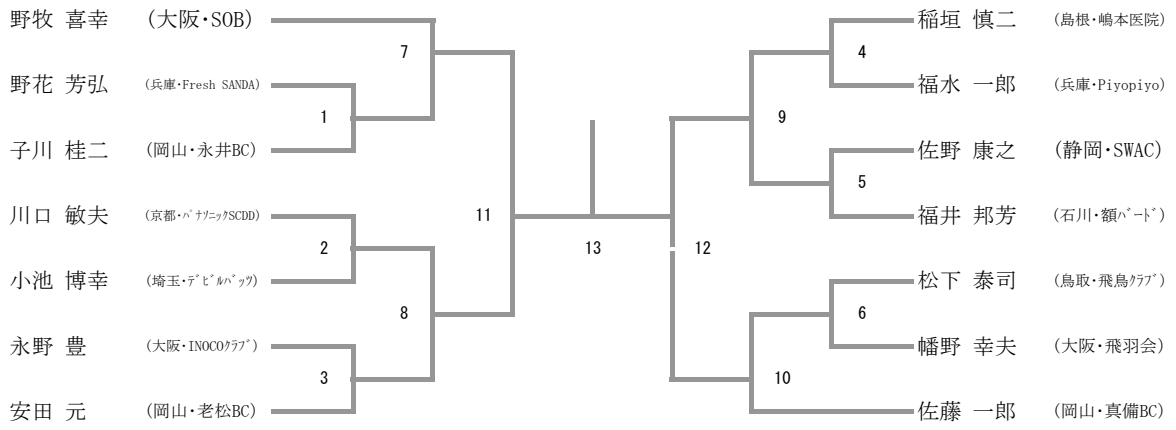 野牧 喜幸 (大阪・SOB)
7
野花 芳弘 (兵庫・Fresh SANDA)
1
子川 桂二 (岡山・永井BC)
11
川口 敏夫 (京都・パナソニックSCDD)
2
小池 博幸 (埼玉・デビルバッツ)
8
永野 豊 (大阪・INOCOクラブ)
3
安田 元 (岡山・老松BC)
13
稲垣 慎二 (島根・嶋本医院)
4
福水 一郎 (兵庫・Piyopiyo)
9
佐野 康之 (静岡・SWAC)
5
福井 邦芳 (石川・額バード)
12
松下 泰司 (鳥取・飛鳥クラブ)
6
幡野 幸夫 (大阪・飛羽会)
10
佐藤 一郎 (岡山・真備BC)